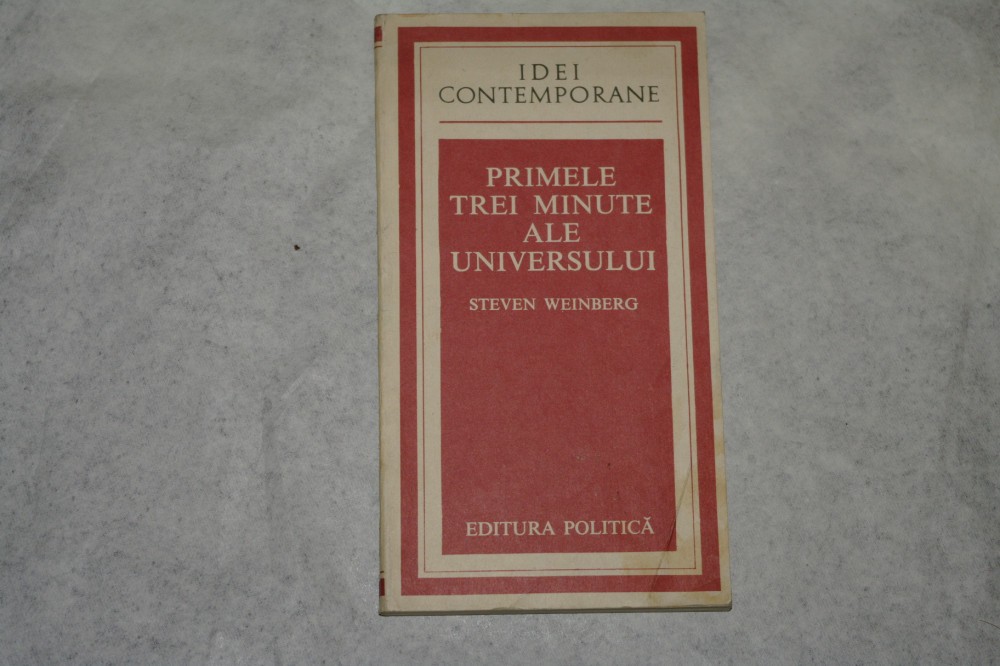 IDEI
CONTEMPORANE
PRIMELE
TREI MINUTE
ALE
UNIVERSULUI
STEVEN WEINBERG
EDITURA POLITICĂ